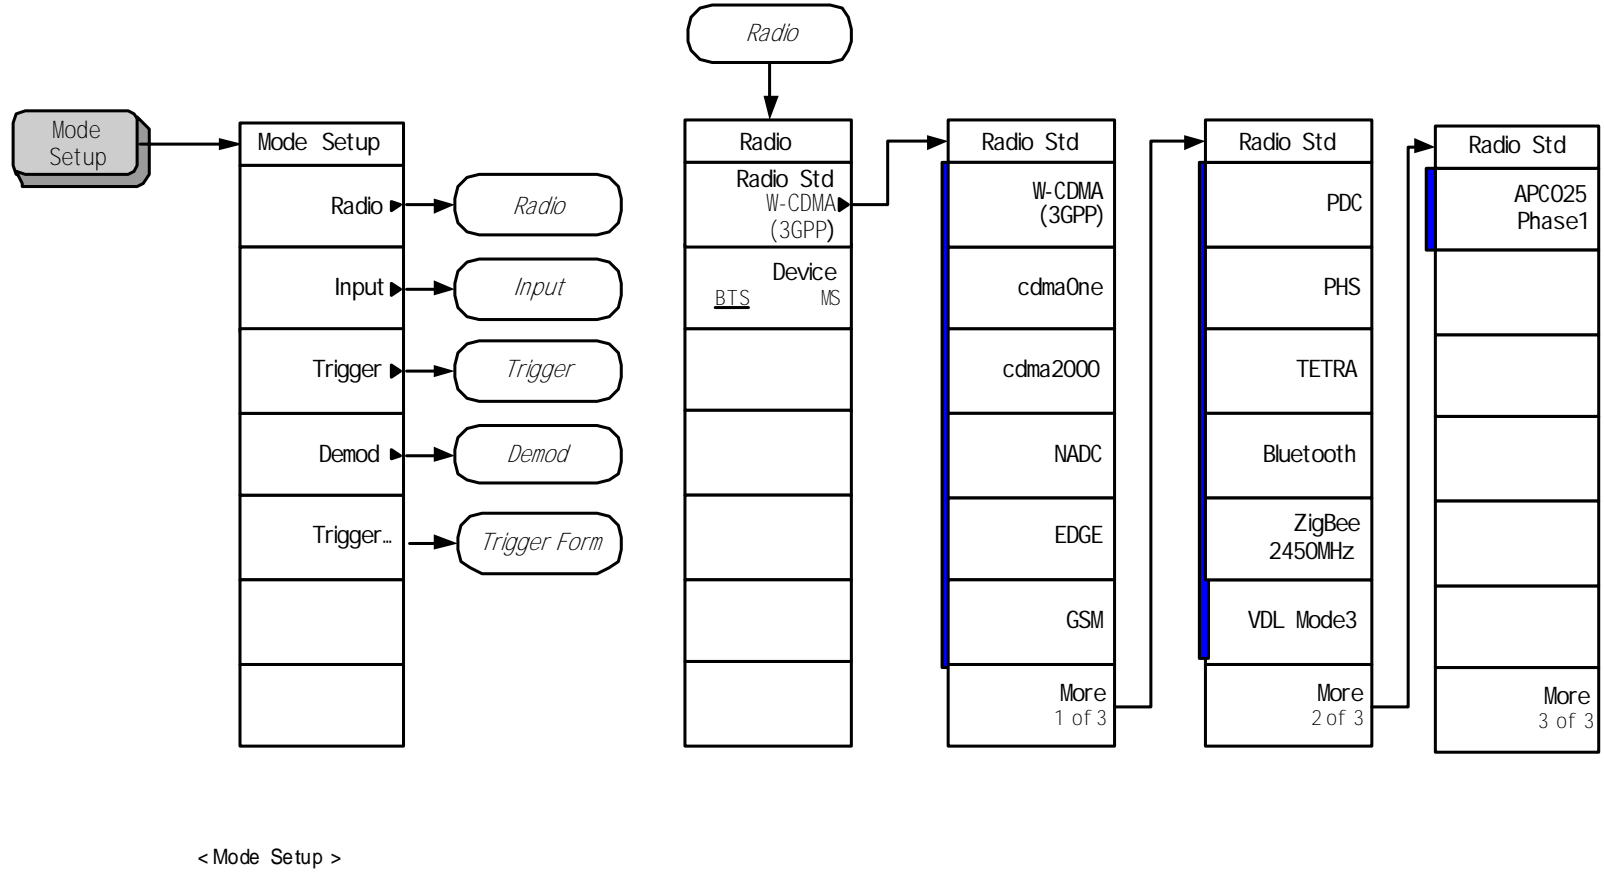 Radio
Mode
Setup
Mode Setup
Radio
Radio
Input
Input
Trigger
Trigger
Demod
Demod
Trigger…
Trigger Form
Radio
Radio Std
W-CDMA
(3GPP)
Device
BTS MS
Radio Std
W-CDMA
(3GPP)
cdmaOne
cdma2000
NADC
EDGE
GSM
More
1 of 3
Radio Std
PDC
PHS
TETRA
Bluetooth
ZigBee
2450MHz
VDL Mode3
More
2 of 3
Radio Std
APCO25
Phase1
More
3 of 3
<Mode Setup>